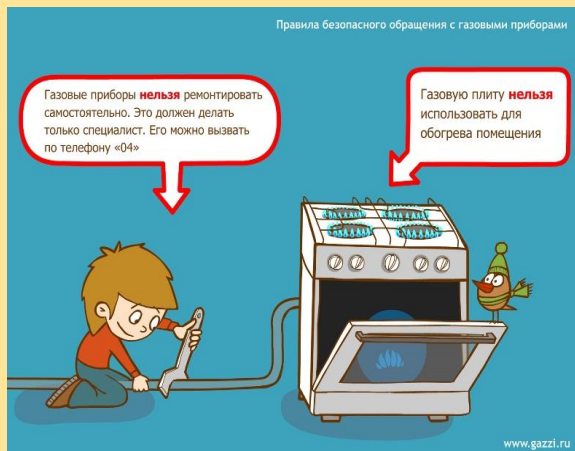 Правила безопасного обращения с газовыми приборами
Газовые приборы нельзя ремонтировать
самостоятельно. Это должен делать
только специалист. Его можно вызвать
по телефону «04»
Газовую плиту нельзя
использовать для
обогрева помещения
www.gazzi.ru